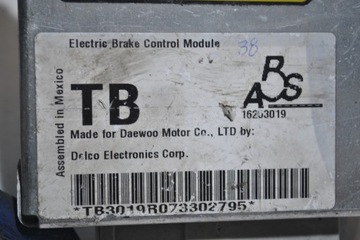 Electric Brake Control Module
38
Assembled in Mexico
TB
ABS
16203019
Made for Daewoo Motor Co., LTD by:
Delco Electronics Corp.
*TB3019R073302795*